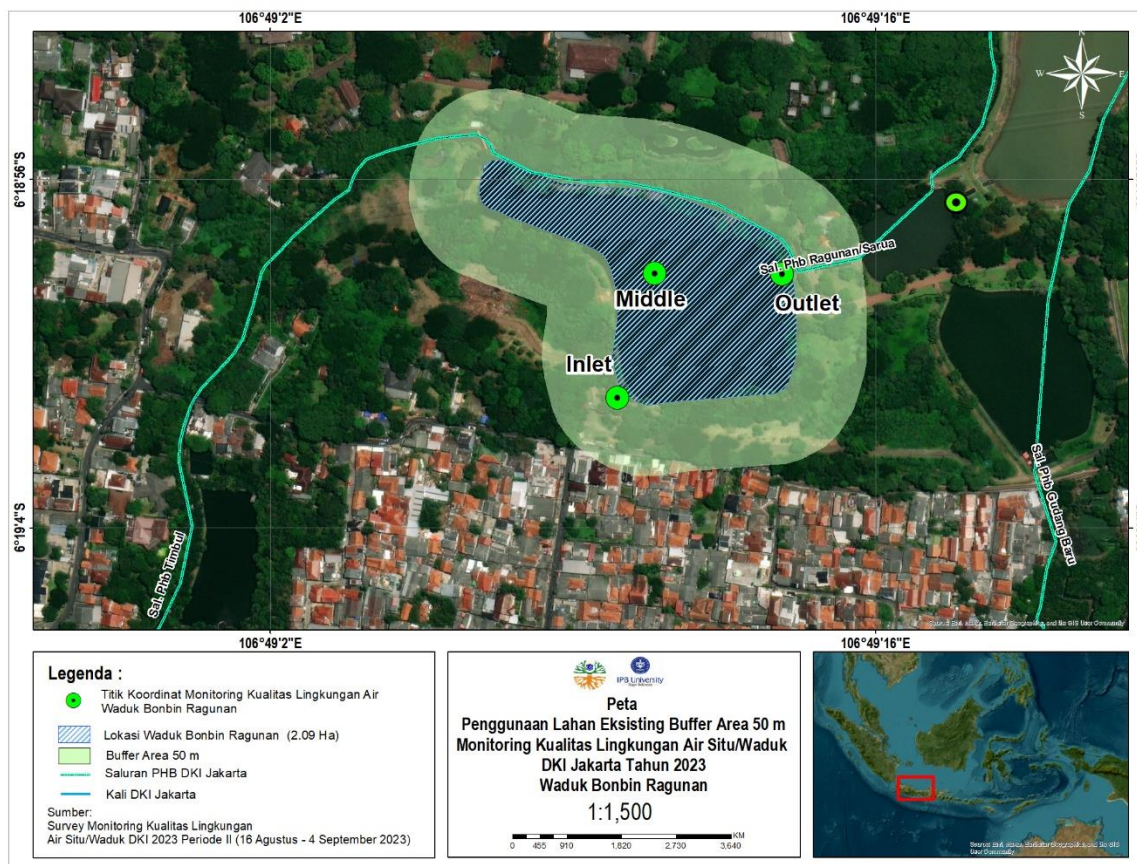 106°49'2"E
106°49'16"E
N
W
E
S
6°18'56"S
Sal. Phb Ragunan/Sarua
Middle
Outlet
Inlet
6°19'4"S
Sal. Phb Timbul
Sal. Phb Gudang Baru
106°49'2"E
106°49'16"E
Legenda :
Titik Koordinat Monitoring Kualitas Lingkungan Air
Waduk Bonbin Ragunan
Lokasi Waduk Bonbin Ragunan (2.09 Ha)
Buffer Area 50 m
Saluran PHB DKI Jakarta
Kali DKI Jakarta
Sumber:
Survey Monitoring Kualitas Lingkungan
Air Situ/Waduk DKI 2023 Periode II (16 Agustus - 4 September 2023)
IPB University
Peta
Penggunaan Lahan Eksisting Buffer Area 50 m
Monitoring Kualitas Lingkungan Air Situ/Waduk
DKI Jakarta Tahun 2023
Waduk Bonbin Ragunan
1:1,500
KM
0 455 910 1,820 2,730 3,640